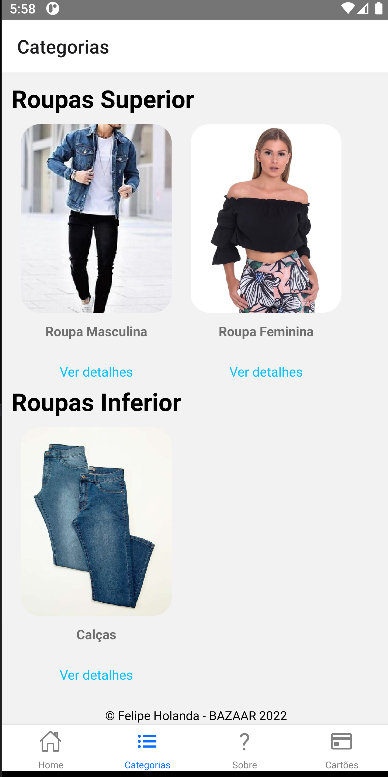 5:58
Categorias
Roupas Superior
Roupa Masculina Roupa Feminina
Ver detalhes Ver detalhes
Roupas Inferior
Calças
Ver detalhes
© Felipe Holanda - BAZAAR 2022
Home Categorias Sobre Cartões